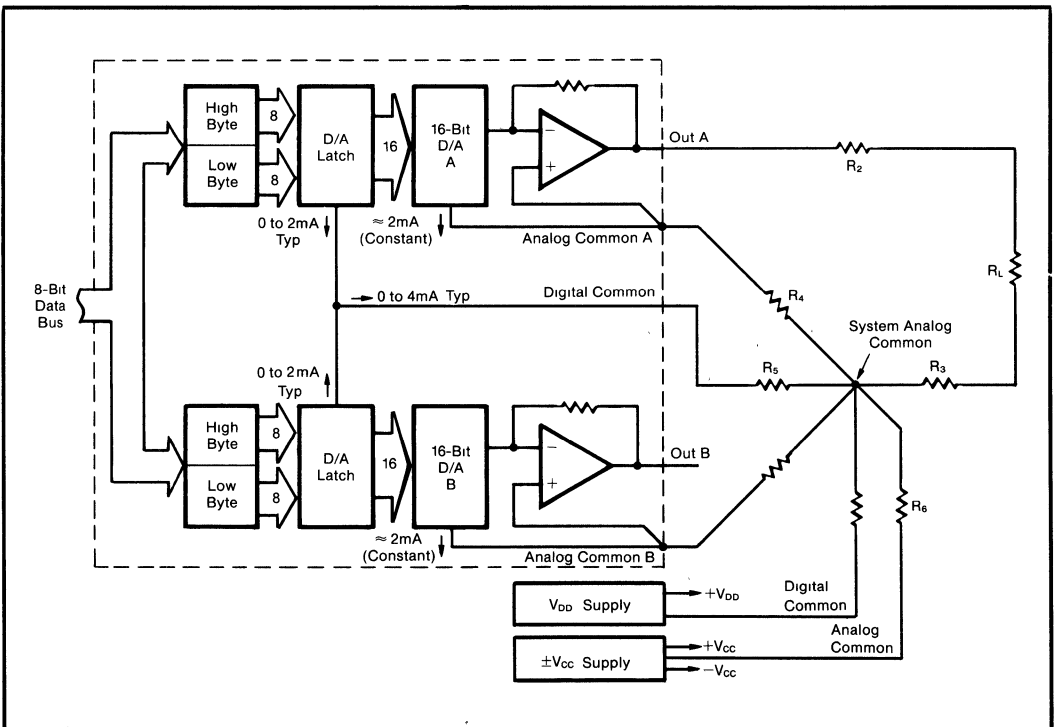 High
Byte
Low
Byte
8
8
D/A
Latch
16
16-Bit
D/A
A
−
+
Out A
R2
0 to 2mA
Typ
≈ 2mA
(Constant)
Analog Common A
RL
8-Bit
Data
Bus
0 to 4mA Typ
Digital Common
R4
System Analog
Common
R5
R3
0 to 2mA
Typ
High
Byte
Low
Byte
8
8
D/A
Latch
16
16-Bit
D/A
B
−
+
Out B
R6
≈ 2mA
(Constant)
Analog Common B
VDD Supply
+VDD
Digital
Common
±VCC Supply
+VCC
−VCC
Analog
Common